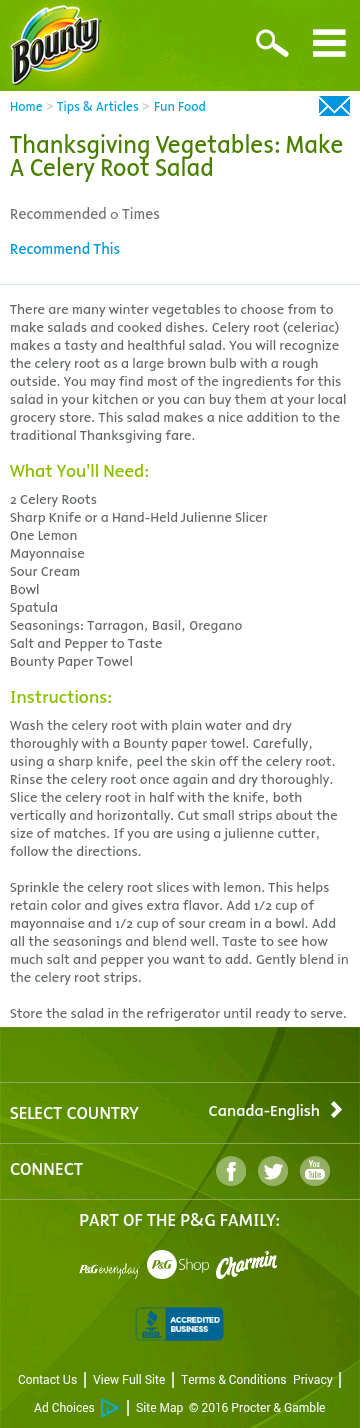 Bounty
Home > Tips & Articles > Fun Food
Thanksgiving Vegetables: Make
A Celery Root Salad
Recommended 0 Times
Recommend This
There are many winter vegetables to choose from to
make salads and cooked dishes. Celery root (celeriac)
makes a tasty and healthful salad. You will recognize
the celery root as a large brown bulb with a rough
outside. You may find most of the ingredients for this
salad in your kitchen or you can buy them at your local
grocery store. This salad makes a nice addition to the
traditional Thanksgiving fare.
What You'll Need:
2 Celery Roots
Sharp Knife or a Hand-Held Julienne Slicer
One Lemon
Mayonnaise
Sour Cream
Bowl
Spatula
Seasonings: Tarragon, Basil, Oregano
Salt and Pepper to Taste
Bounty Paper Towel
Instructions:
Wash the celery root with plain water and dry
thoroughly with a Bounty paper towel. Carefully,
using a sharp knife, peel the skin off the celery root.
Rinse the celery root once again and dry thoroughly.
Slice the celery root in half with the knife, both
vertically and horizontally. Cut small strips about the
size of matches. If you are using a julienne cutter,
follow the directions.
Sprinkle the celery root slices with lemon. This helps
retain color and gives extra flavor. Add 1/2 cup of
mayonnaise and 1/2 cup of sour cream in a bowl. Add
all the seasonings and blend well. Taste to see how
much salt and pepper you want to add. Gently blend in
the celery root strips.
Store the salad in the refrigerator until ready to serve.
SELECT COUNTRY Canada-English
CONNECT
You Tube
PART OF THE P&G FAMILY:
P&G everyday P&G Shop Charmin
BBB ACCREDITED
BUSINESS
Contact Us | View Full Site | Terms & Conditions Privacy |
Ad Choices | Site Map © 2016 Procter & Gamble